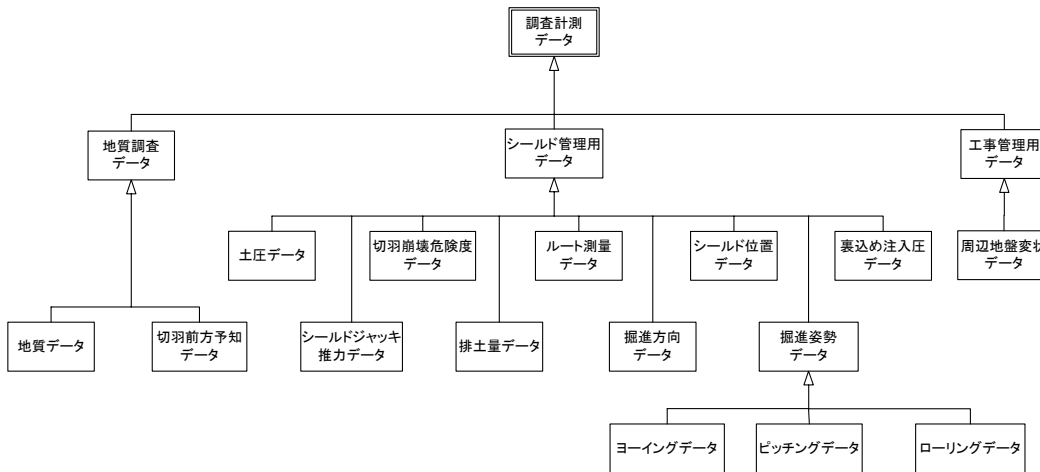 調査計測
データ
地質調査
データ
シールド管理用
データ
工事管理用
データ
土圧データ
切羽崩壊危険度
データ
ルート測量
データ
シールド位置
データ
裏込め注入圧
データ
周辺地盤変状
データ
地質データ
切羽前方予知
データ
シールドジャッキ
推力データ
排土量データ
掘進方向
データ
掘進姿勢
データ
ヨーイングデータ
ピッチングデータ
ローリングデータ